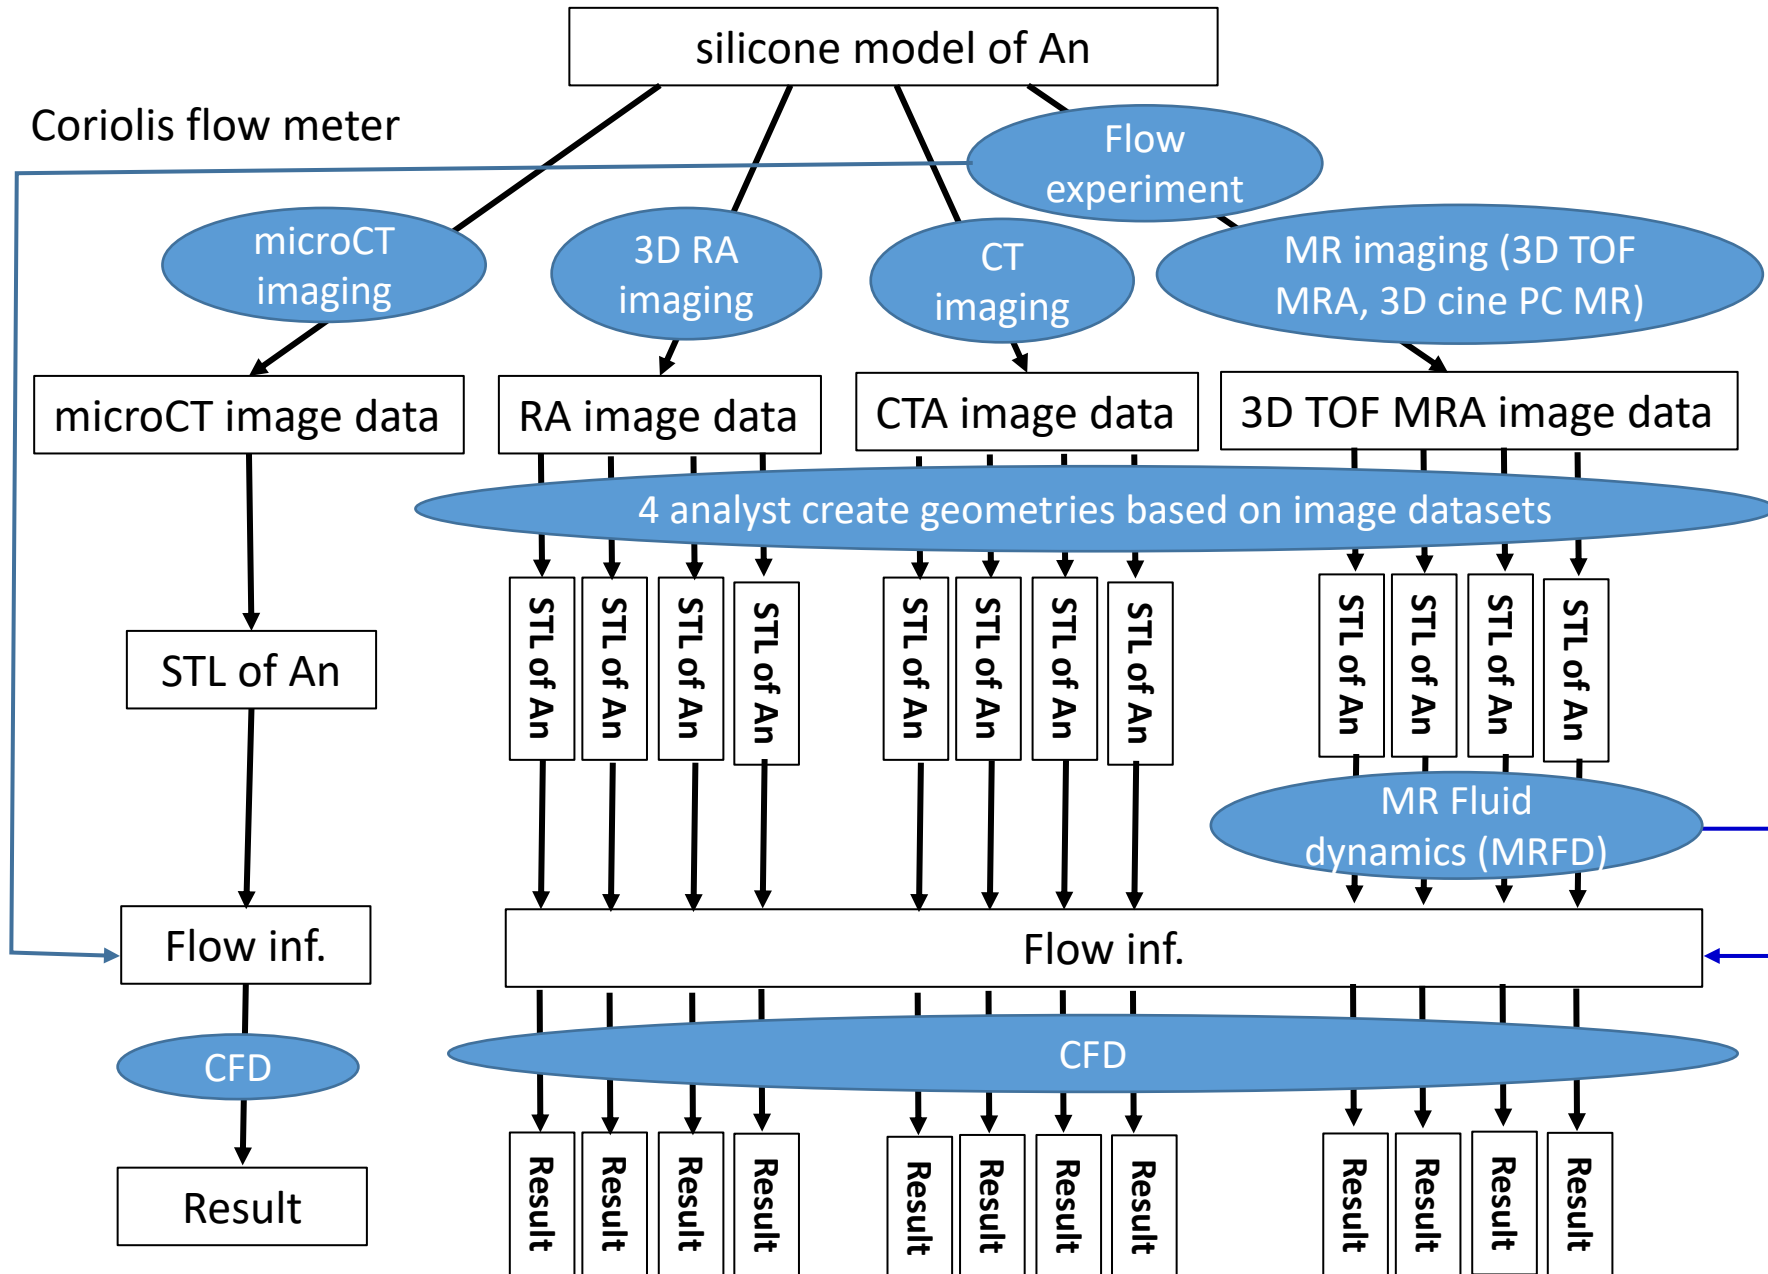 silicone model of An
Coriolis flow meter
Flow
experiment
microCT
imaging
3D RA
imaging
CT
imaging
MR imaging (3D TOF
MRA, 3D cine PC MR)
microCT image data
RA image data
CTA image data
3D TOF MRA image data
4 analyst create geometries based on image datasets
STL of An
STL of An
STL of An
STL of An
STL of An
STL of An
STL of An
STL of An
STL of An
STL of An
STL of An
STL of An
STL of An
MR Fluid
dynamics (MRFD)
Flow inf.
Flow inf.
CFD
CFD
Result
Result
Result
Result
Result
Result
Result
Result
Result
Result
Result
Result
Result